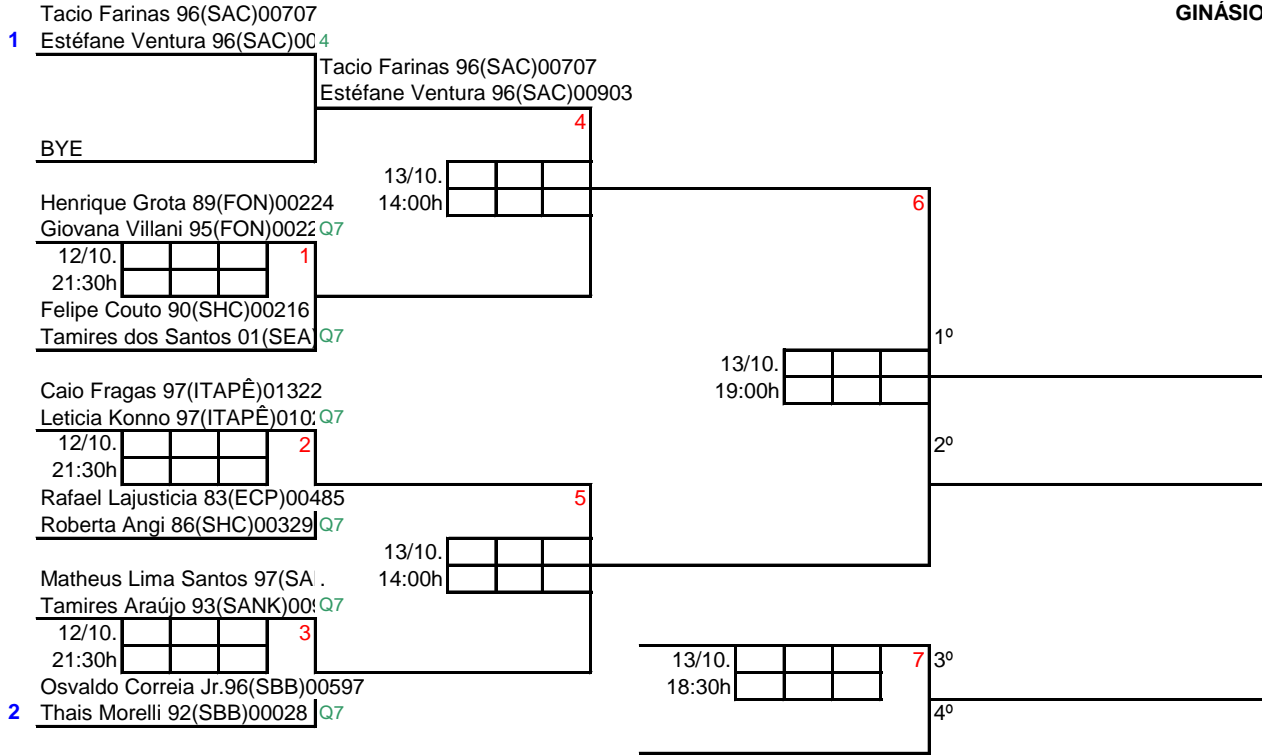 GINÁSIO
Tacio Farinas 96(SAC)00707
1 Estéfane Ventura 96(SAC)00 4
Tacio Farinas 96(SAC)00707
Estéfane Ventura 96(SAC)00903
4
BYE
13/10.
14:00h
Henrique Grota 89(FON)00224
6
Giovana Villani 95(FON)0022 Q7
12/10. 1
21:30h
Felipe Couto 90(SHC)00216
Tamires dos Santos 01(SEA) Q7
1º
13/10.
19:00h
Caio Fragas 97(ITAPÊ)01322
Leticia Konno 97(ITAPÊ)010 Q7
12/10. 2
2º
21:30h
Rafael Lajusticia 83(ECP)00485
5
Roberta Angi 86(SHC)00329 Q7
13/10.
14:00h
Matheus Lima Santos 97(SA .
Tamires Araújo 93(SANK)009 Q7
12/10. 3
21:30h
13/10. 7 3º
18:30h
Osvaldo Correia Jr.96(SBB)00597
2 Thais Morelli 92(SBB)00028 Q7
4º